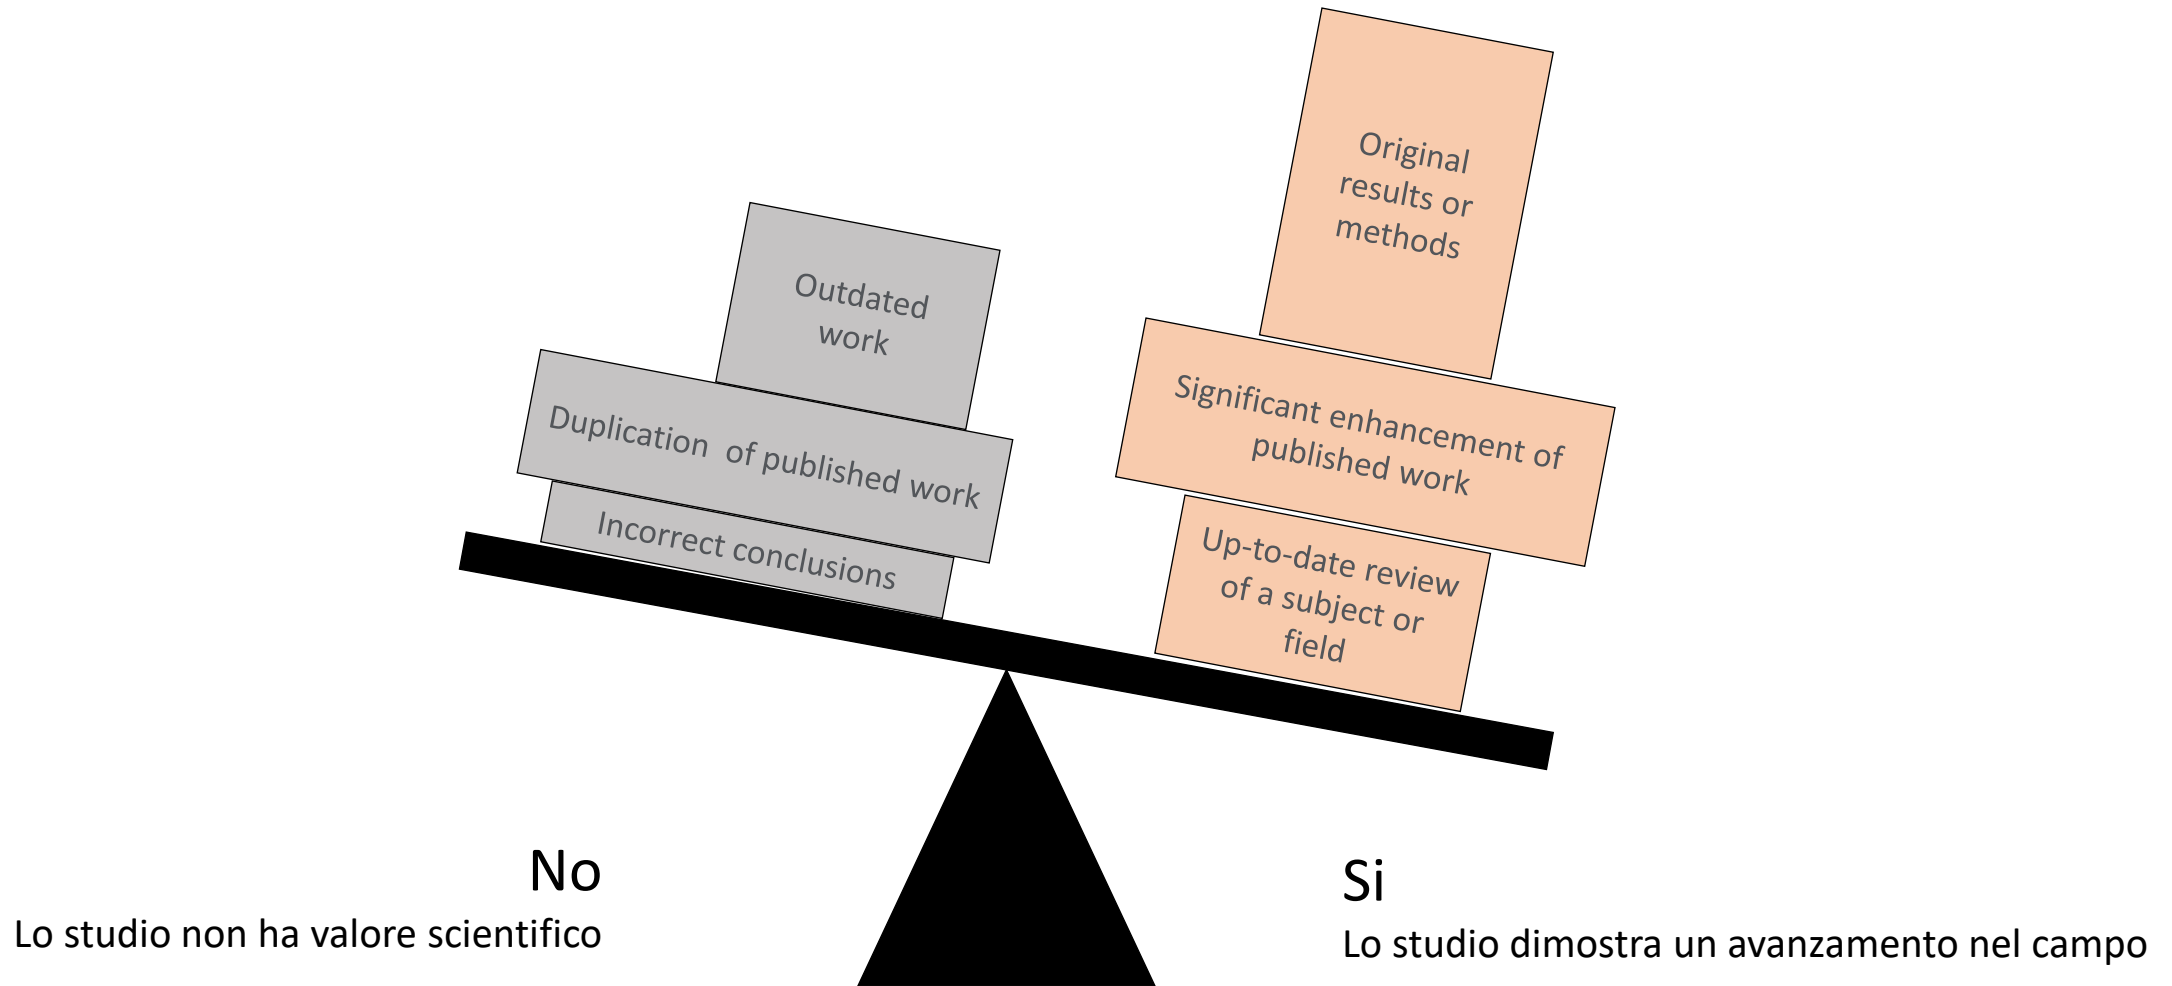 Outdated
work
Duplication  of published work
Incorrect conclusions
Original
results or
methods
Significant enhancement of
published work
Up-to-date review
of a subject or
field
No
Lo studio non ha valore scientifico
Si
Lo studio dimostra un avanzamento nel campo